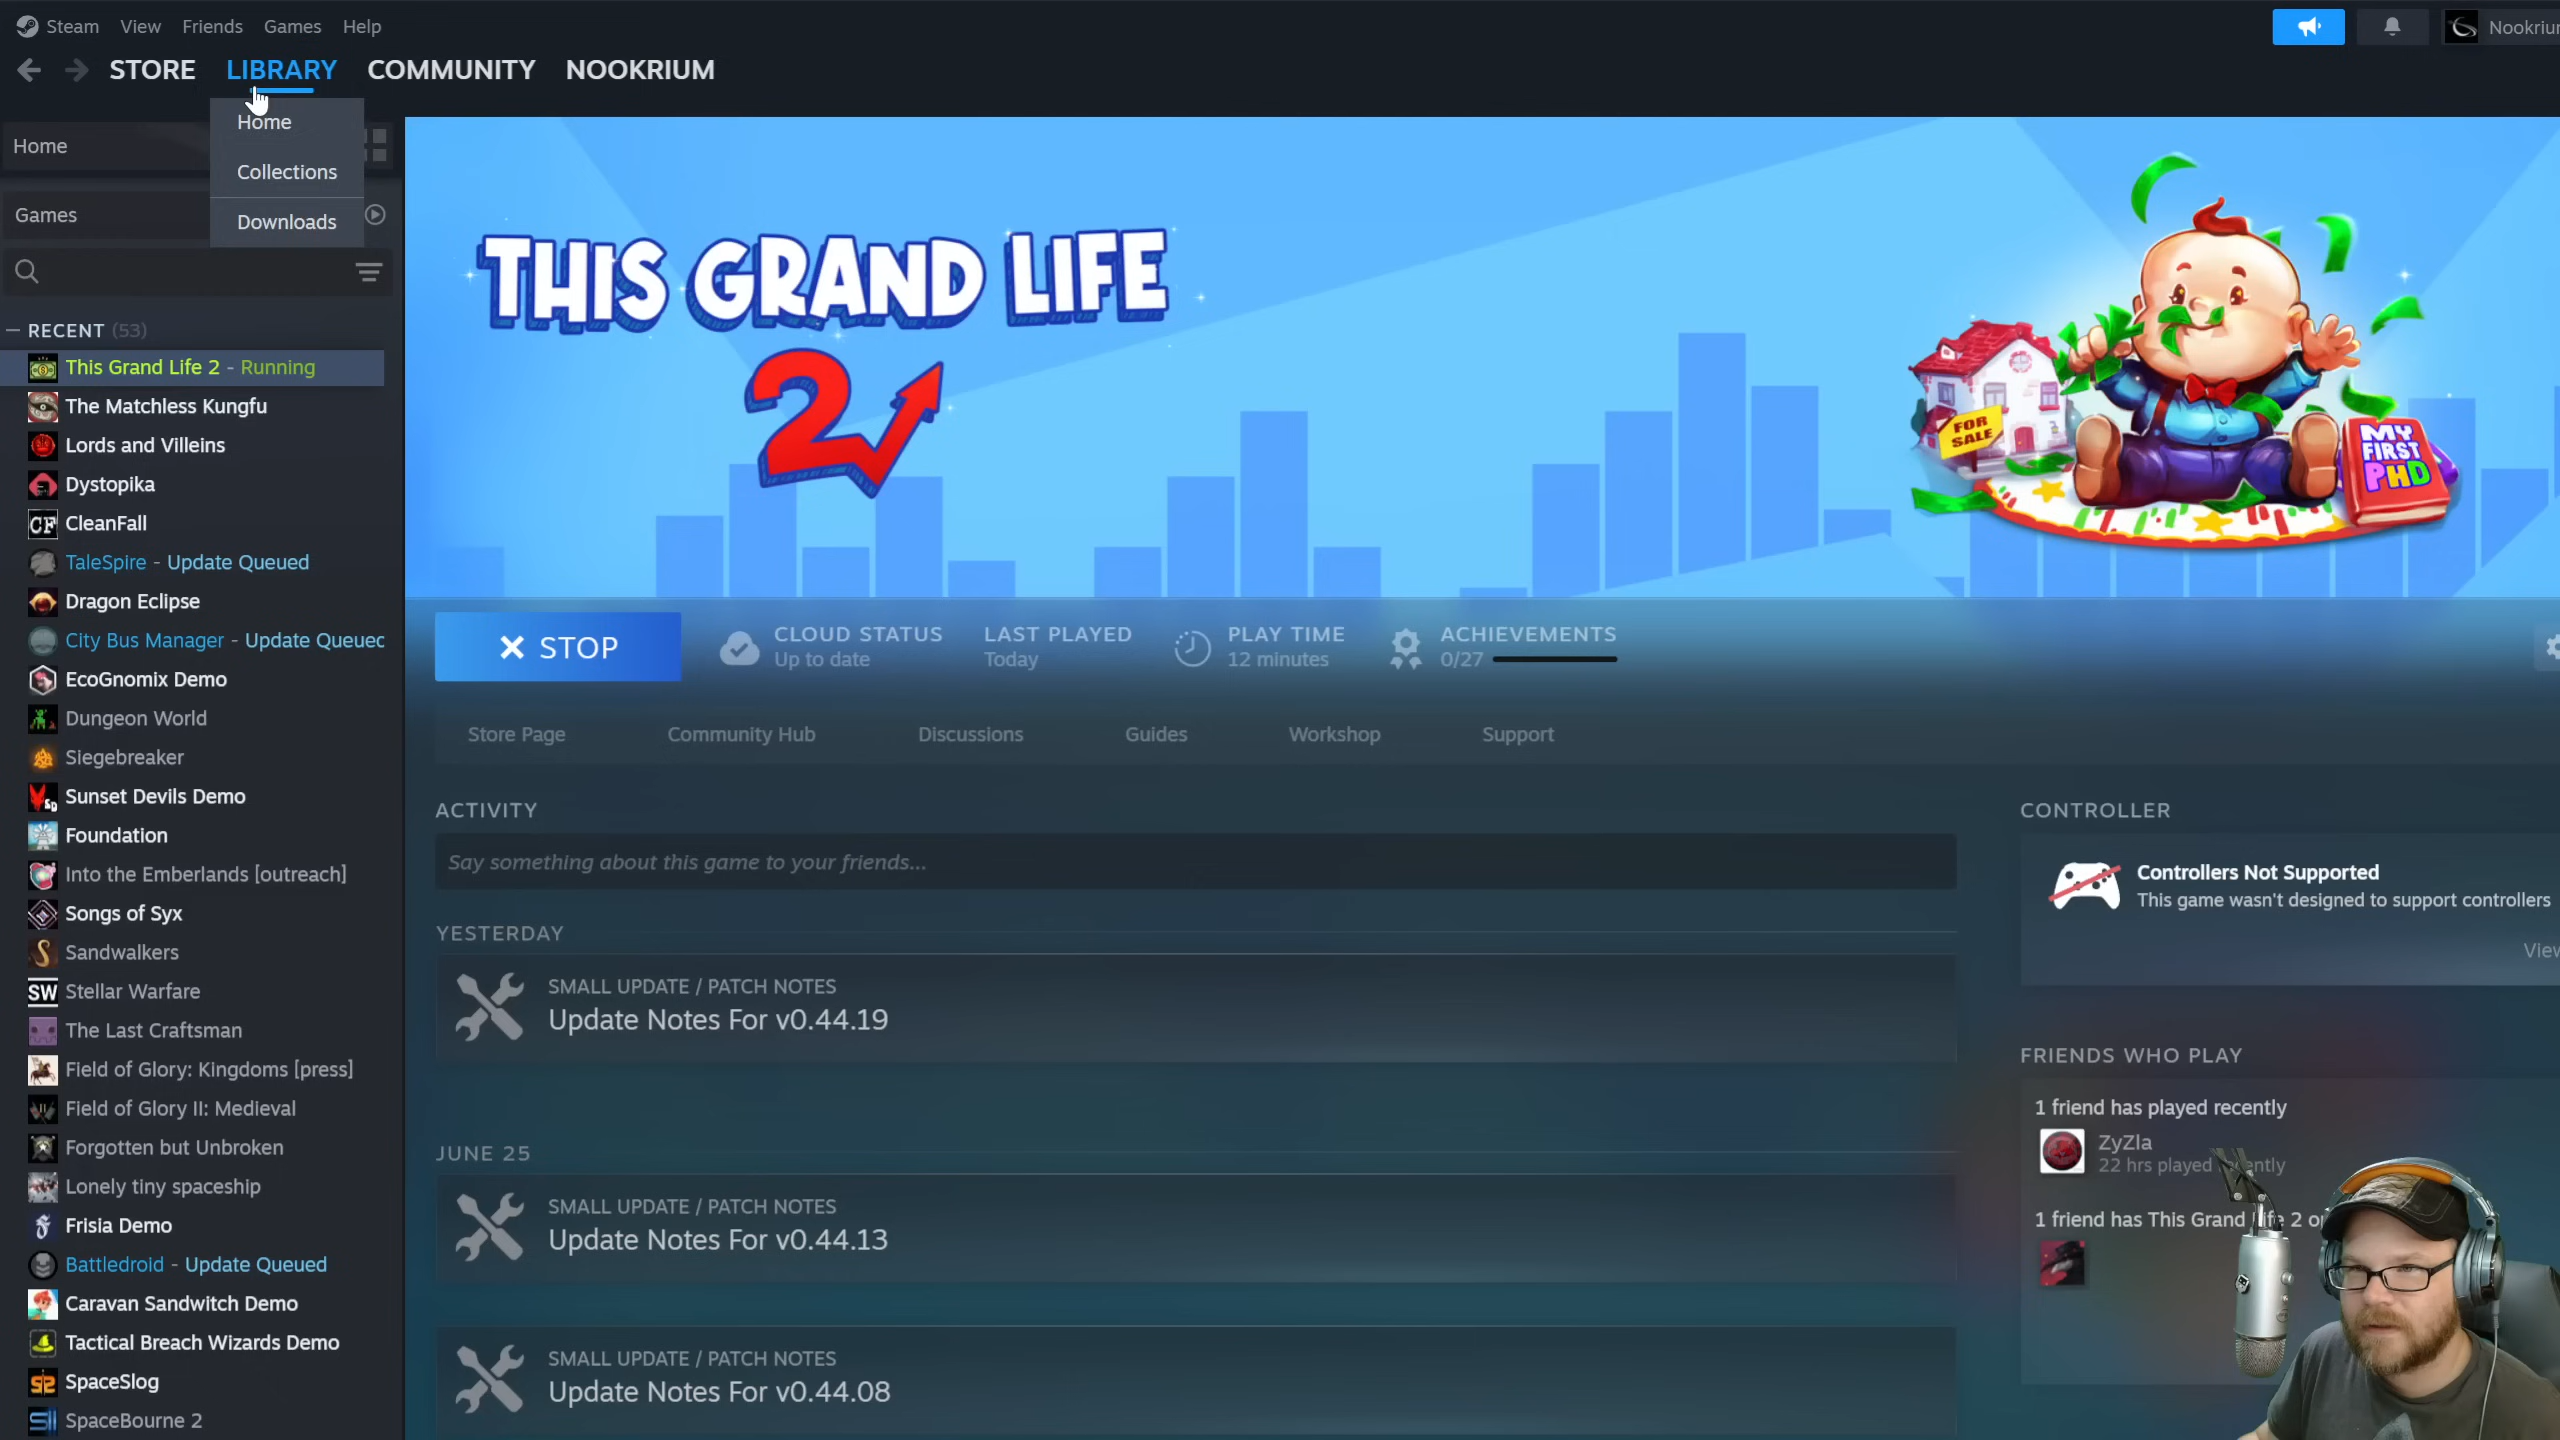 Steam View Friends Games Help
Nookriu
STORE LIBRARY COMMUNITY NOOKRIUM
Home
Collections
Downloads
Home
Games
RECENT (53)
This Grand Life 2 - Running
The Matchless Kungfu
Lords and Villeins
Dystopika
CF CleanFall
TaleSpire - Update Queued
Dragon Eclipse
City Bus Manager - Update Queued
EcoGnomix Demo
Dungeon World
Siegebreaker
Sunset Devils Demo
Foundation
Into the Emberlands [outreach]
Songs of Syx
Sandwalkers
SW Stellar Warfare
The Last Craftsman
Field of Glory: Kingdoms [press]
Field of Glory II: Medieval
Forgotten but Unbroken
Lonely tiny spaceship
Frisia Demo
Battledroid - Update Queued
Caravan Sandwitch Demo
Tactical Breach Wizards Demo
SpaceSlog
SpaceBourne 2
THIS GRAND LIFE
2
FOR
SALE
MY
FIRST
PHD
STOP
CLOUD STATUS
Up to date
LAST PLAYED
Today
PLAY TIME
12 minutes
ACHIEVEMENTS
0/27
Store Page Community Hub Discussions Guides Workshop Support
ACTIVITY
Say something about this game to your friends...
YESTERDAY
SMALL UPDATE / PATCH NOTES
Update Notes For v0.44.19
JUNE 25
SMALL UPDATE / PATCH NOTES
Update Notes For v0.44.13
SMALL UPDATE / PATCH NOTES
Update Notes For v0.44.08
CONTROLLER
Controllers Not Supported
This game wasn't designed to support controllers
View
FRIENDS WHO PLAY
1 friend has played recently
ZyZla
22 hrs played recently
1 friend has This Grand Life 2